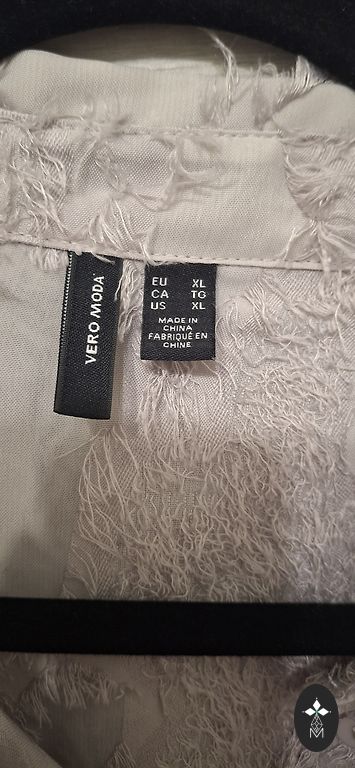 VERO MODA
EU XL
CA TG
US XL
MADE IN
CHINA
FABRIQUÉ EN
CHINE
M